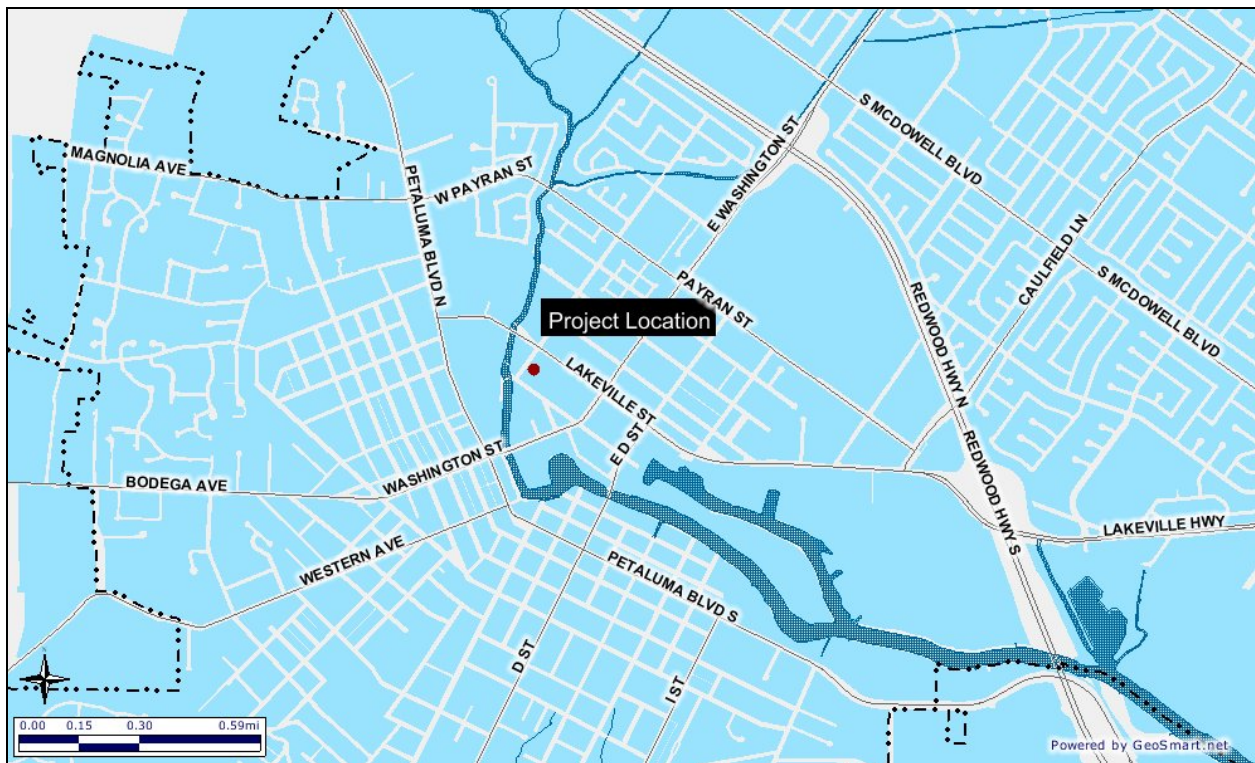 S MCDOWELL BLVD
MAGNOLIA AVE
W PAYRAN ST
E WASHINGTON ST
PETALUMA BLVD N
CAULFIELD LN
PAYRAN ST
S MCDOWELL BLVD
REDWOOD HWY N
Project Location
LAKEVILLE ST
E D ST
WASHINGTON ST
BODEGA AVE
REDWOOD HWY S
LAKEVILLE HWY
WESTERN AVE
PETALUMA BLVD S
D ST
I ST
0.00 0.15 0.30 0.59mi
Powered by GeoSmart.net